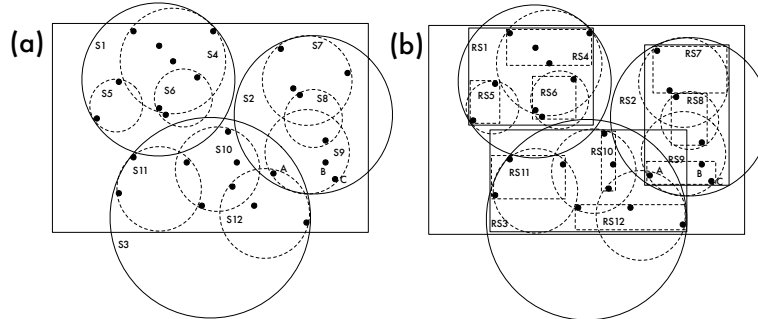 (a)
S1
S4
S5
S6
S7
S2
S8
S9
S10
S11
A
B
C
S12
S3
(b)
RS1
RS4
RS5
RS6
RS7
RS2
RS8
RS9
RS10
RS11
A
B
C
RS3
RS12